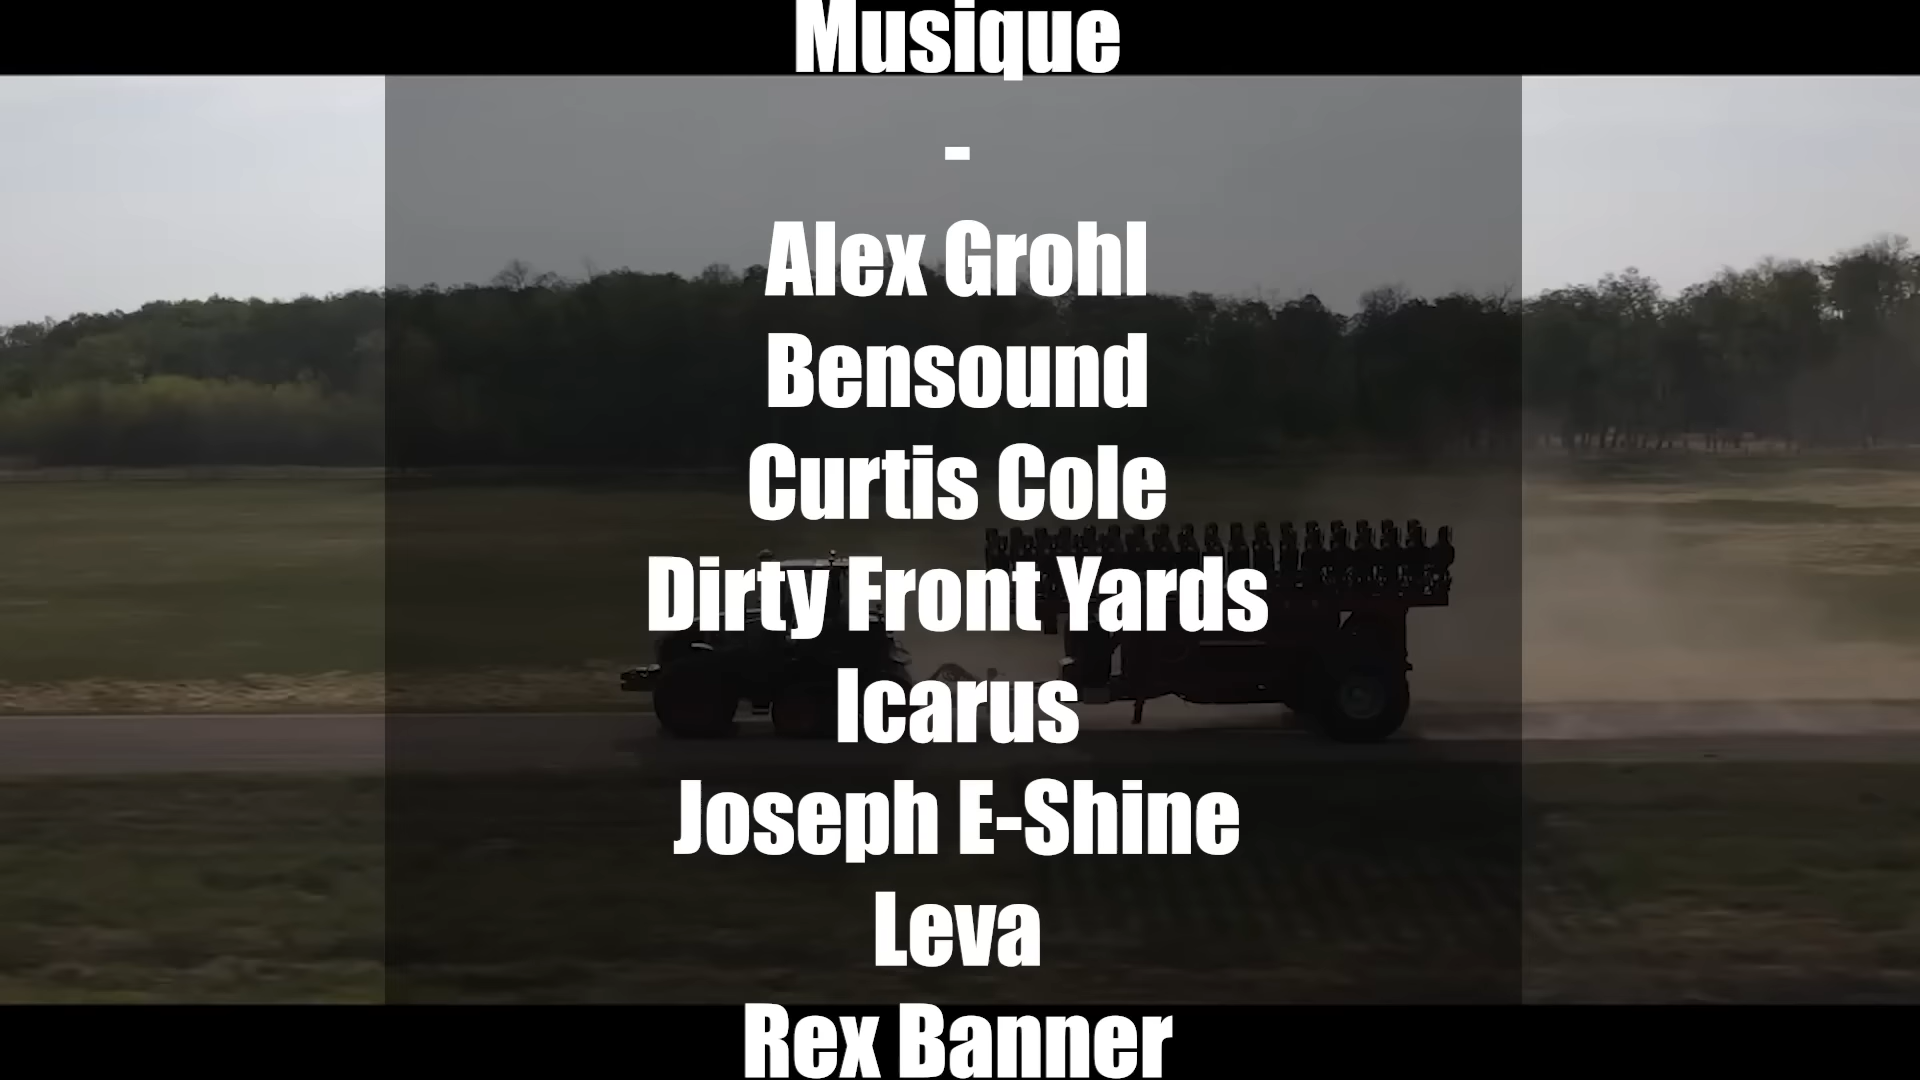 Musique
-
Alex Grohl
Bensound
Curtis Cole
Dirty Front Yards
Icarus
Joseph E-Shine
Leva
Rex Banner